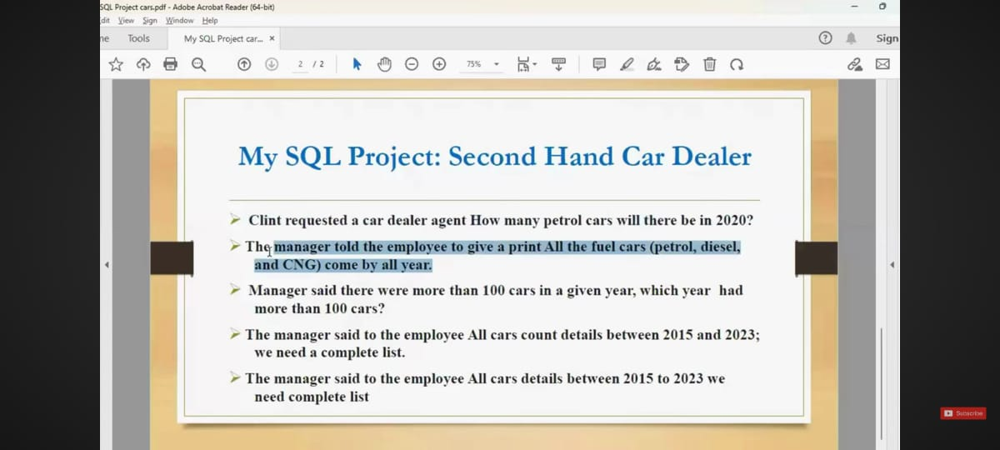 SQL Project cars.pdf - Adobe Acrobat Reader (64-bit)
dit View Sign Window Help
ne Tools My SQL Project car... × Sign
2 / 2 75%
My SQL Project: Second Hand Car Dealer
Clint requested a car dealer agent How many petrol cars will there be in 2020?
The manager told the employee to give a print All the fuel cars (petrol, diesel,
and CNG) come by all year.
Manager said there were more than 100 cars in a given year, which year had
more than 100 cars?
The manager said to the employee All cars count details between 2015 and 2023;
we need a complete list.
The manager said to the employee All cars details between 2015 to 2023 we
need complete list
Subscribe